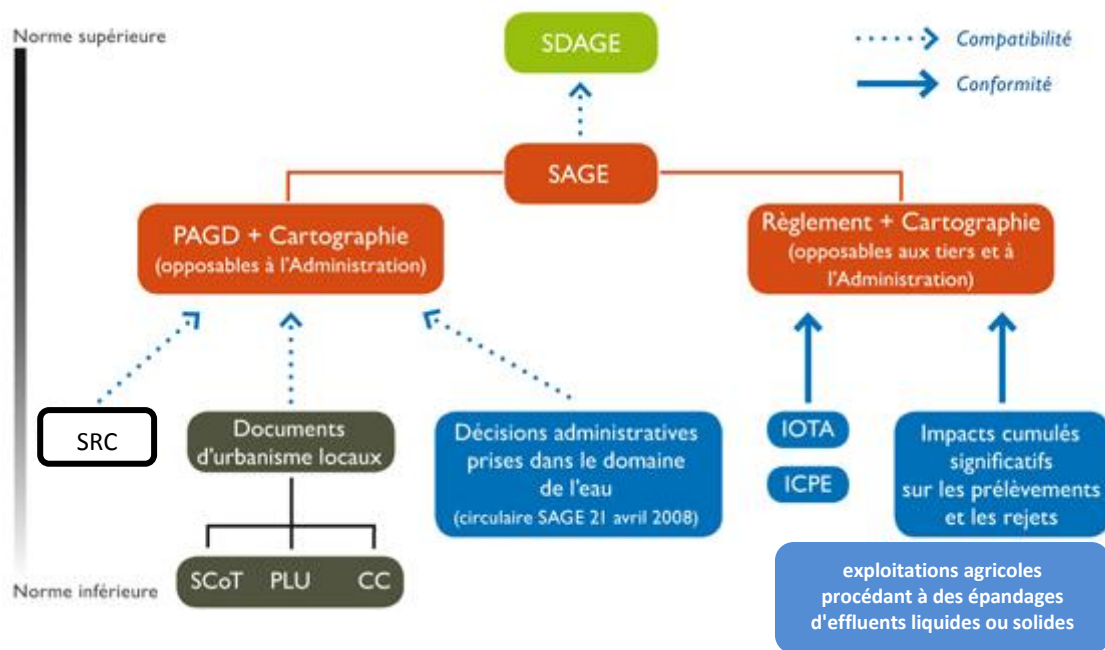 Norme supérieure
SDAGE
Compatibilité
Conformité
SAGE
PAGD + Cartographie
(opposables à l'Administration)
Règlement + Cartographie
(opposables aux tiers et à
l'Administration)
SRC
Documents
d'urbanisme locaux
Décisions administratives
prises dans le domaine
de l'eau
(circulaire SAGE 21 avril 2008)
IOTA
ICPE
Impacts cumulés
significatifs
sur les prélèvements
et les rejets
SCoT PLU CC
Norme inférieure
exploitations agricoles
procédant à des épandages
d'effluents liquides ou solides